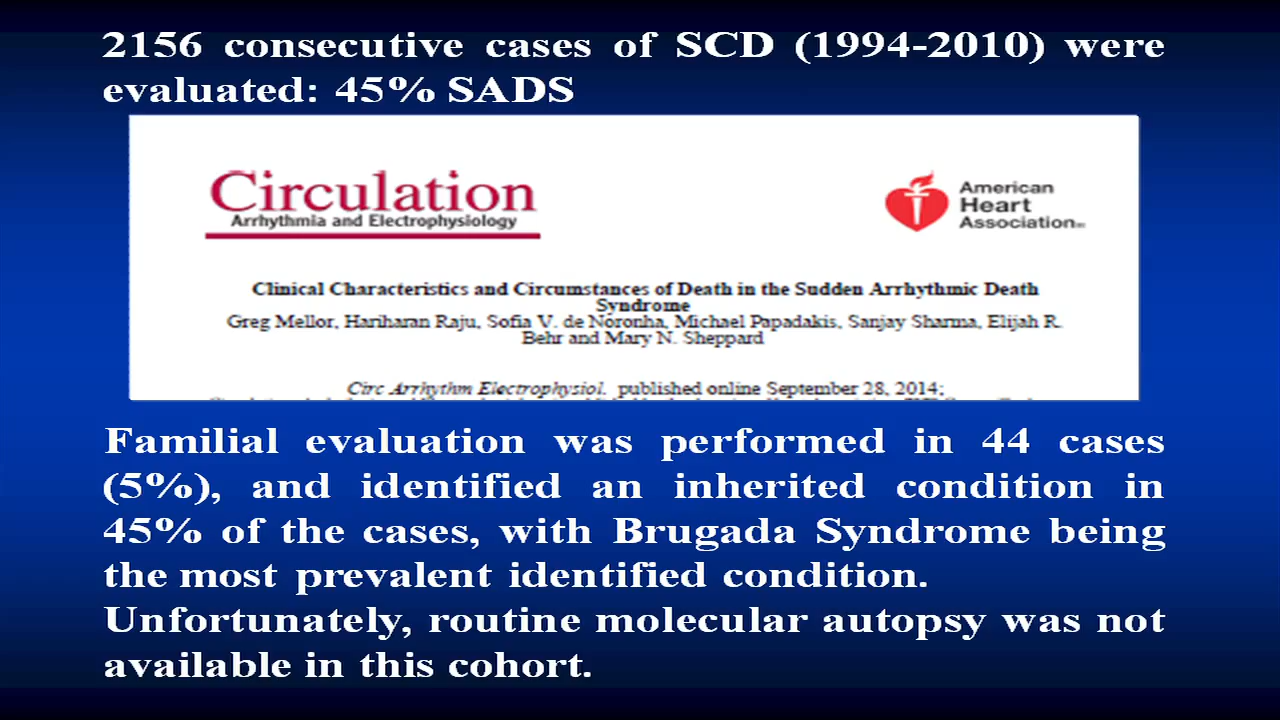 2156 consecutive cases of SCD (1994-2010) were
evaluated: 45% SADS
Circulation
Arrhythmia and Electrophysiology
American
Heart
Association
Clinical Characteristics and Circumstances of Death in the Sudden Arrhythmic Death
Syndrome
Greg Mellor, Hariharan Raju, Sofia V. de Noronha, Michael Papadakis, Sanjay Sharma, Elijah R.
Behr and Mary N. Sheppard
Circ Arrhythm Electrophysiol. published online September 28, 2014;
Familial evaluation was performed in 44 cases
(5%), and identified an inherited condition in
45% of the cases, with Brugada Syndrome being
the most prevalent identified condition.
Unfortunately, routine molecular autopsy was not
available in this cohort.